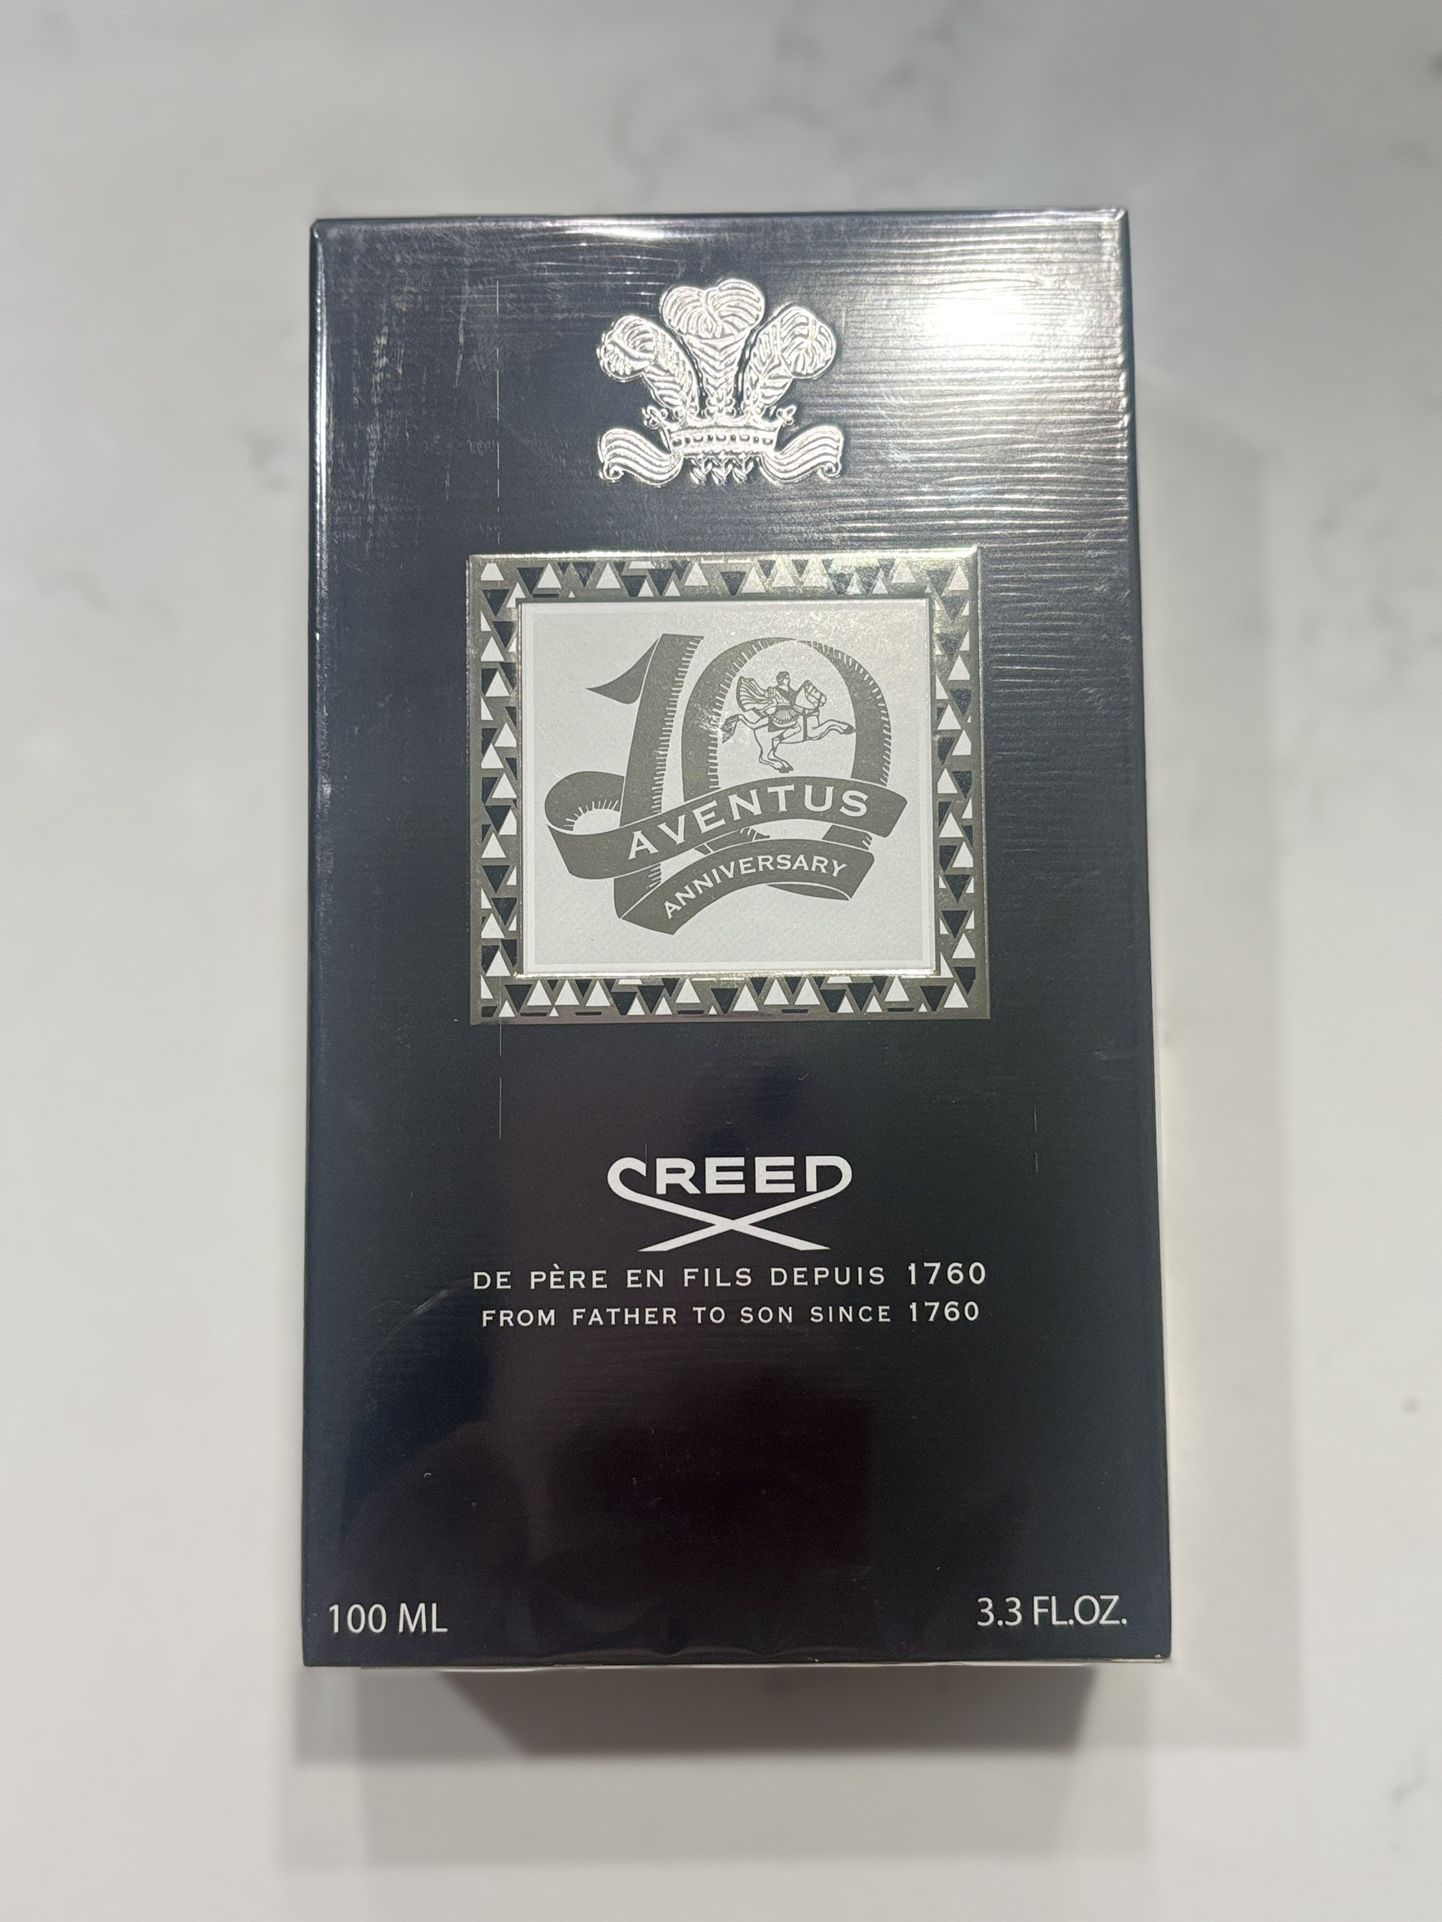 10
AVENTUS
ANNIVERSARY
CREED
DE PÈRE EN FILS DEPUIS 1760
FROM FATHER TO SON SINCE 1760
100 ML
3.3 FL.OZ.